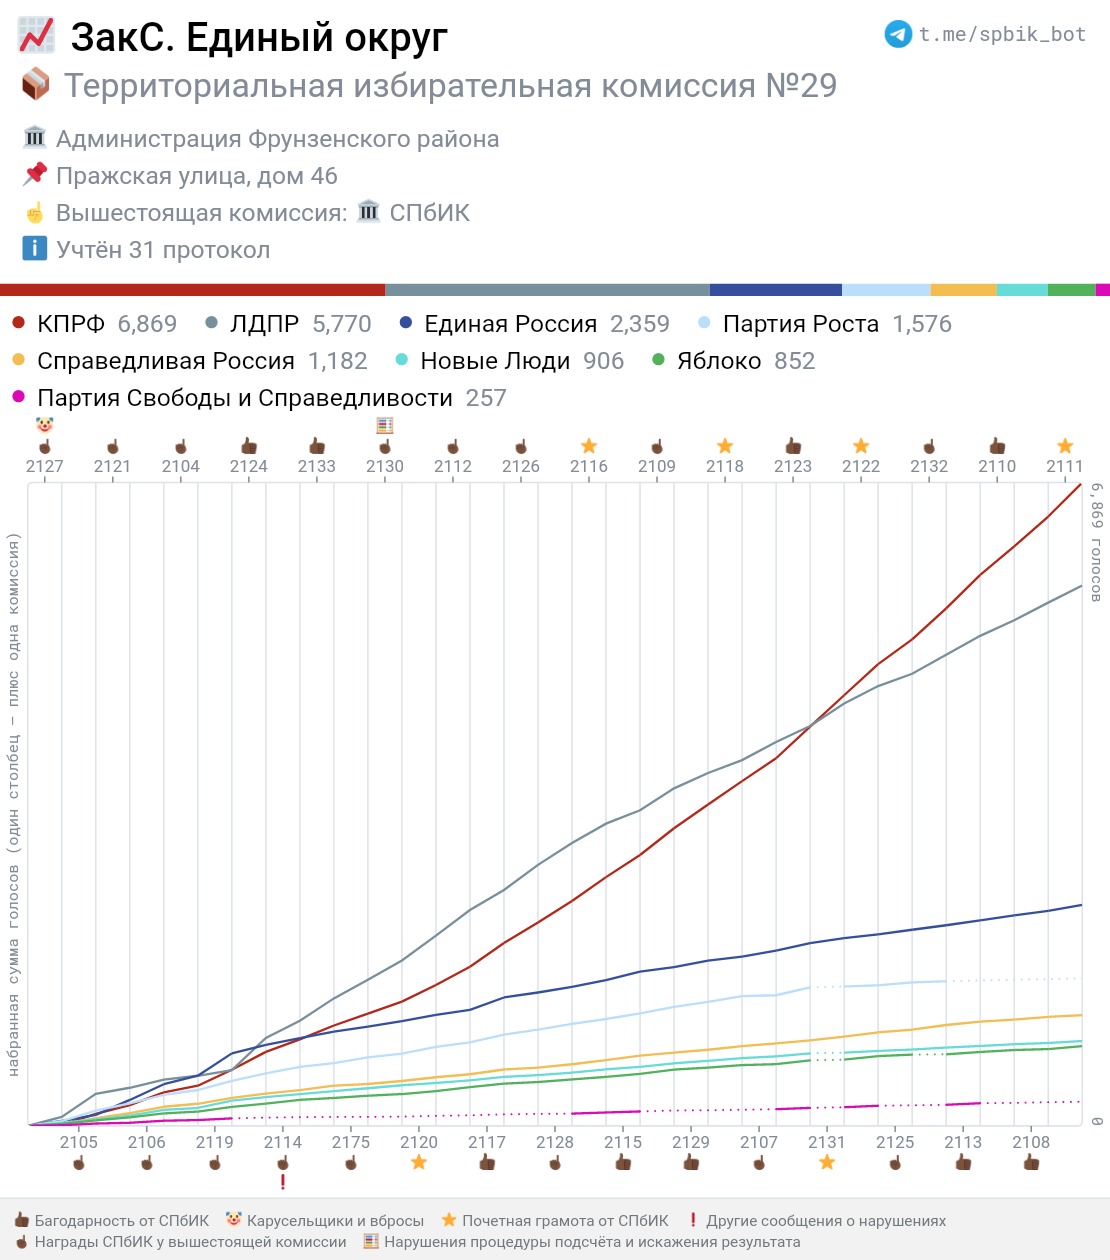 ЗакС. Единый округ
t.me/spbik_bot
Территориальная избирательная комиссия №29
Администрация Фрунзенского района
Пражская улица, дом 46
Вышестоящая комиссия: СПбИК
Учтён 31 протокол
КПРФ 6,869 ЛДПР 5,770 Единая Россия 2,359 Партия Роста 1,576
Справедливая Россия 1,182 Новые Люди 906 Яблоко 852
Партия Свободы и Справедливости 257
2127 2121 2104 2124 2133 2130 2112 2126 2116 2109 2118 2123 2122 2132 2110 2111
6,869 голосов
набранная сумма голосов (один столбец — плюс одна комиссия)
0
2105 2106 2119 2114 2175 2120 2117 2128 2115 2129 2107 2131 2125 2113 2108
Багодарность от СПбИК Карусельщики и вбросы Почетная грамота от СПбИК Другие сообщения о нарушениях
Награды СПбИК у вышестоящей комиссии Нарушения процедуры подсчёта и искажения результата